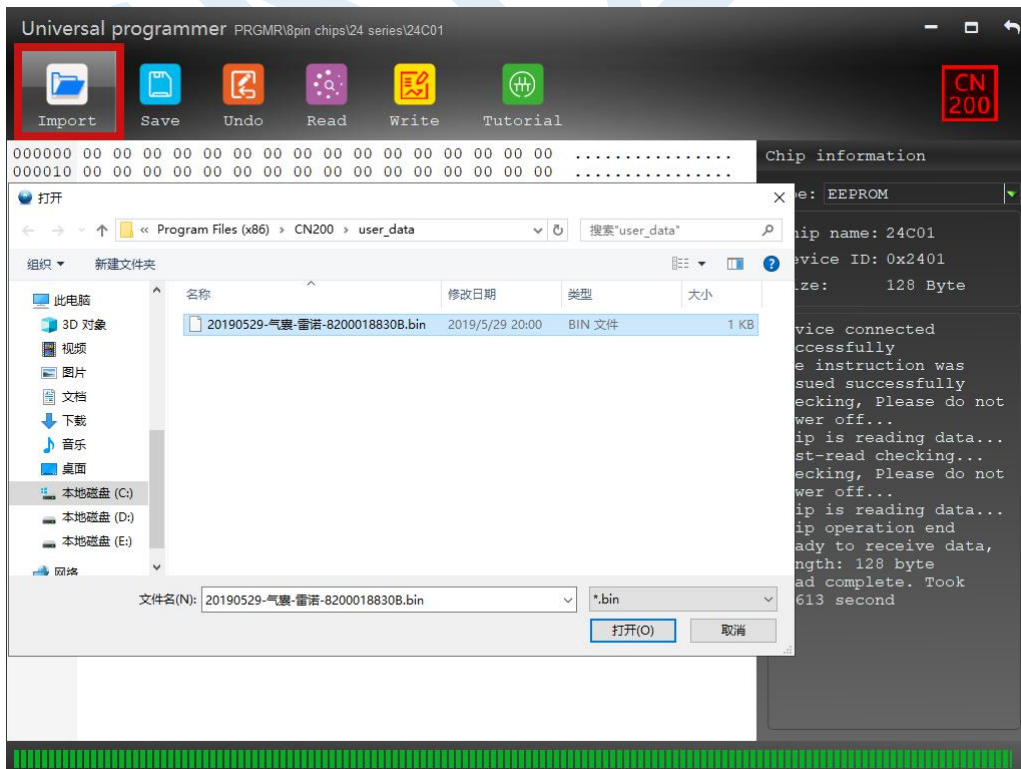 Universal programmer PRGMR\8pin chips\24 series\24C01
Import Save Undo Read Write Tutorial
CN
200
000000 00 00 00 00 00 00 00 00 00 00 00 00 00 00 00 00 ................
000010 00 00 00 00 00 00 00 00 00 00 00 00 00 00 00 00 ................
Chip information
打开
« Program Files (x86) › CN200 › user_data
搜索"user_data"
组织 新建文件夹
此电脑
3D 对象
视频
图片
文档
下载
音乐
桌面
本地磁盘 (C:)
本地磁盘 (D:)
本地磁盘 (E:)
网络
名称 修改日期 类型 大小
20190529-气囊-雷诺-8200018830B.bin 2019/5/29 20:00 BIN 文件 1 KB
文件名(N): 20190529-气囊-雷诺-8200018830B.bin *.bin
打开(O) 取消
e: EEPROM
ip name: 24C01
evice ID: 0x2401
ze: 128 Byte
vice connected
ccessfully
e instruction was
sued successfully
ecking, Please do not
wer off...
ip is reading data...
st-read checking...
ecking, Please do not
wer off...
ip is reading data...
ip operation end
ady to receive data,
ngth: 128 byte
ad complete. Took
613 second